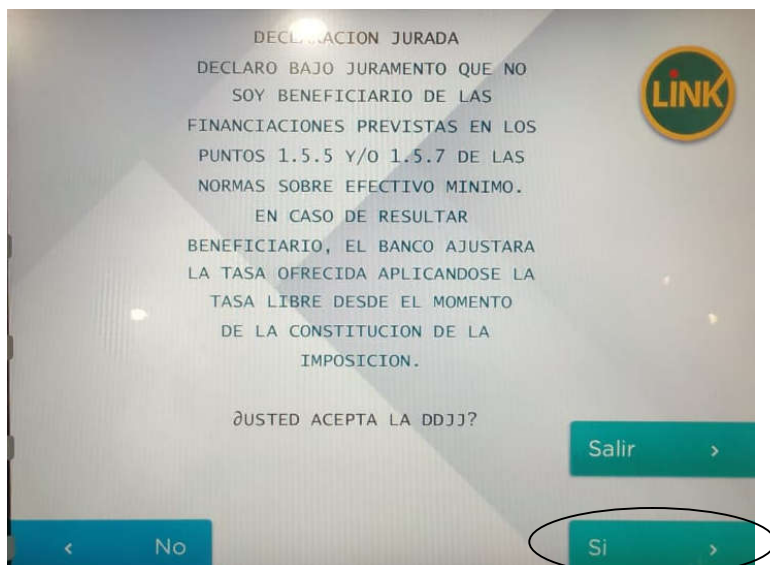 DECLARACION JURADA
DECLARO BAJO JURAMENTO QUE NO
SOY BENEFICIARIO DE LAS
FINANCIACIONES PREVISTAS EN LOS
PUNTOS 1.5.5 Y/O 1.5.7 DE LAS
NORMAS SOBRE EFECTIVO MINIMO.
EN CASO DE RESULTAR
BENEFICIARIO, EL BANCO AJUSTARA
LA TASA OFRECIDA APLICANDOSE LA
TASA LIBRE DESDE EL MOMENTO
DE LA CONSTITUCION DE LA
IMPOSICION.
∂USTED ACEPTA LA DDJJ?
LINK
Salir >
< No
Si >